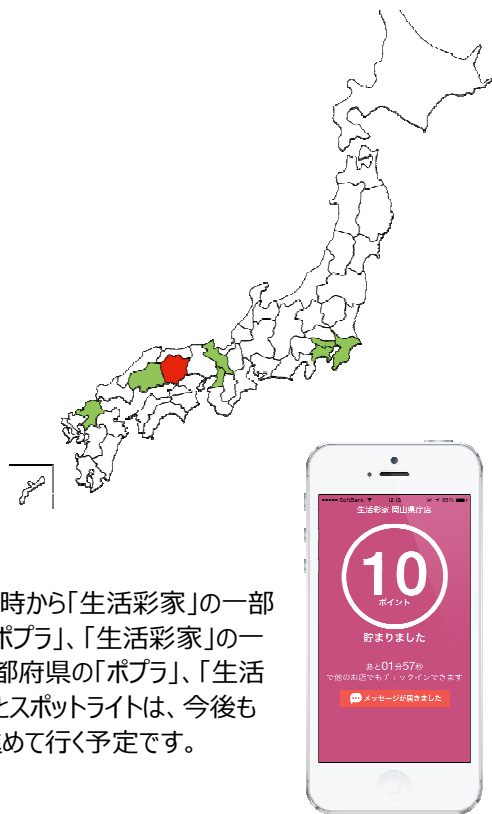 SoftBank 12:13 86%
生活彩家 岡山県庁店
10
ポイント
貯まりました
あと01分57秒
で他のお店でもチェックインできます
メッセージが届きました
時から「生活彩家」の一部
ポプラ」、「生活彩家」の一
都府県の「ポプラ」、「生活
とスポットライトは、今後も
めて行く予定です。